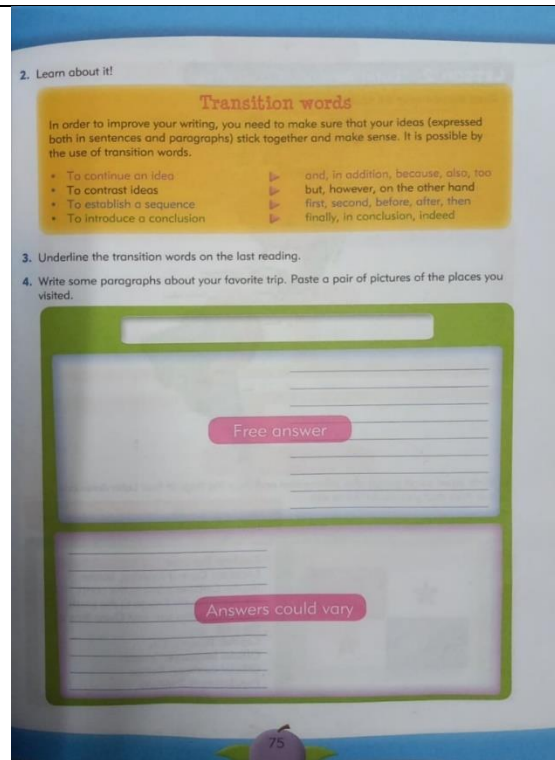 2. Learn about it!
Transition words
In order to improve your writing, you need to make sure that your ideas (expressed
both in sentences and paragraphs) stick together and make sense. It is possible by
the use of transition words.
• To continue an idea and, in addition, because, also, too
• To contrast ideas but, however, on the other hand
• To establish a sequence first, second, before, after, then
• To introduce a conclusion finally, in conclusion, indeed
3. Underline the transition words on the last reading.
4. Write some paragraphs about your favorite trip. Paste a pair of pictures of the places you
visited.
Free answer
Answers could vary
75